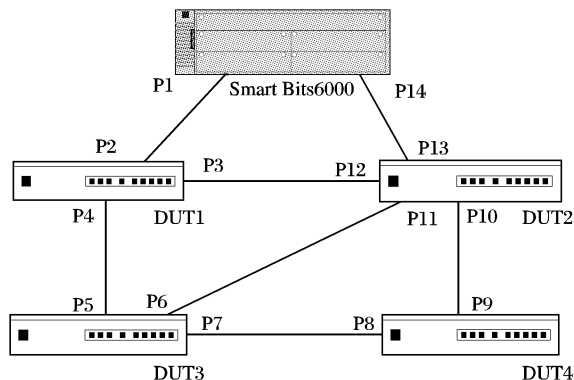 P1
Smart Bits6000
P14
P2
P13
P3
P12
P4
DUT1
P11
P10
DUT2
P5
P6
P9
P7
P8
DUT3
DUT4